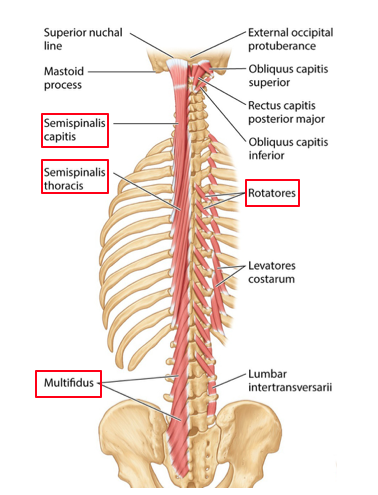 Superior nuchal
line
Mastoid
process
Semispinalis
capitis
Semispinalis
thoracis
Multifidus
External occipital
protuberance
Obliquus capitis
superior
Rectus capitis
posterior major
Obliquus capitis
inferior
Rotatores
Levatores
costarum
Lumbar
intertransversarii